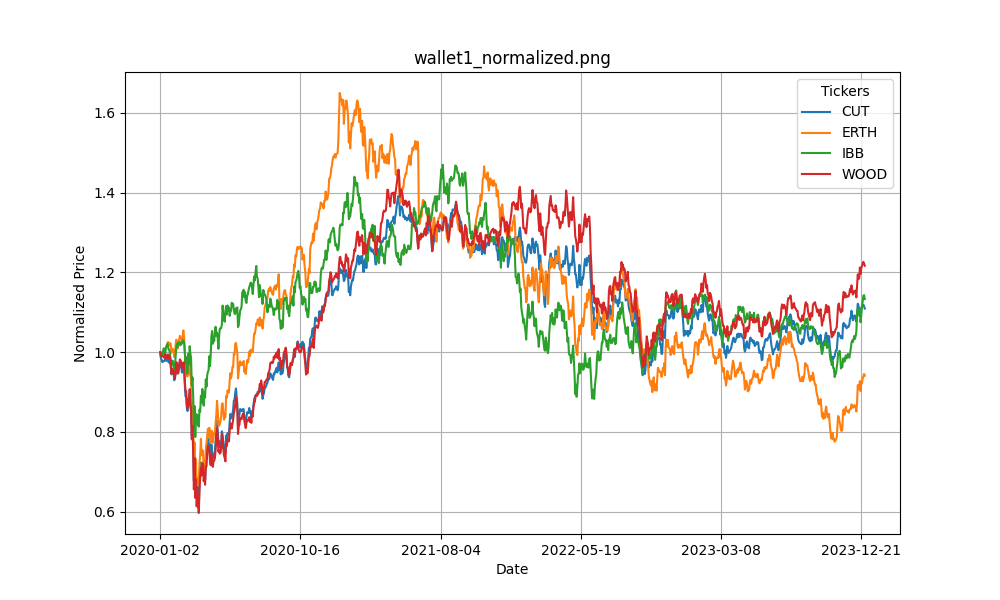 wallet1_normalized.png
Tickers
CUT
ERTH
IBB
WOOD
Normalized Price
1.6
1.4
1.2
1.0
0.8
0.6
2020-01-02 2020-10-16 2021-08-04 2022-05-19 2023-03-08 2023-12-21
Date